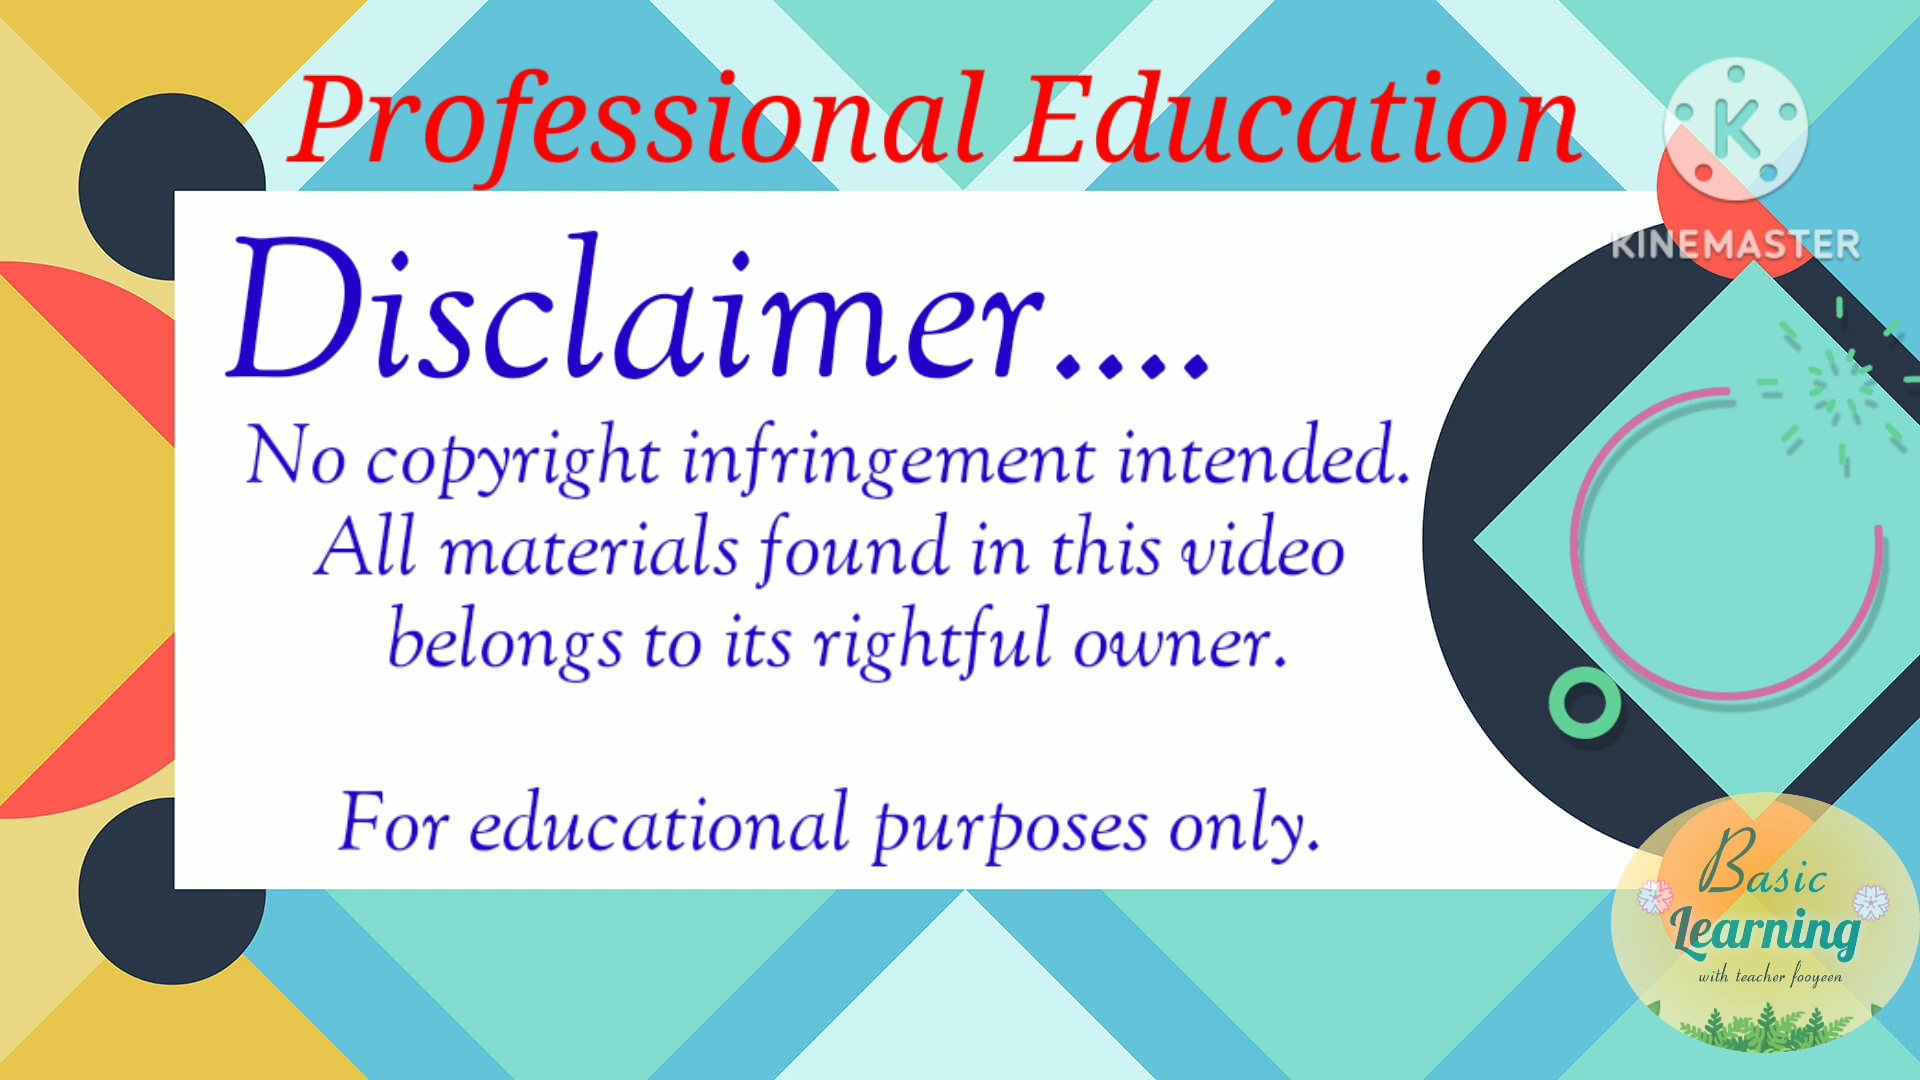 Professional Education
K
KINEMASTER
Disclaimer....
No copyright infringement intended.
All materials found in this video
belongs to its rightful owner.
For educational purposes only.
Basic
Learning
with teacher fooyeen